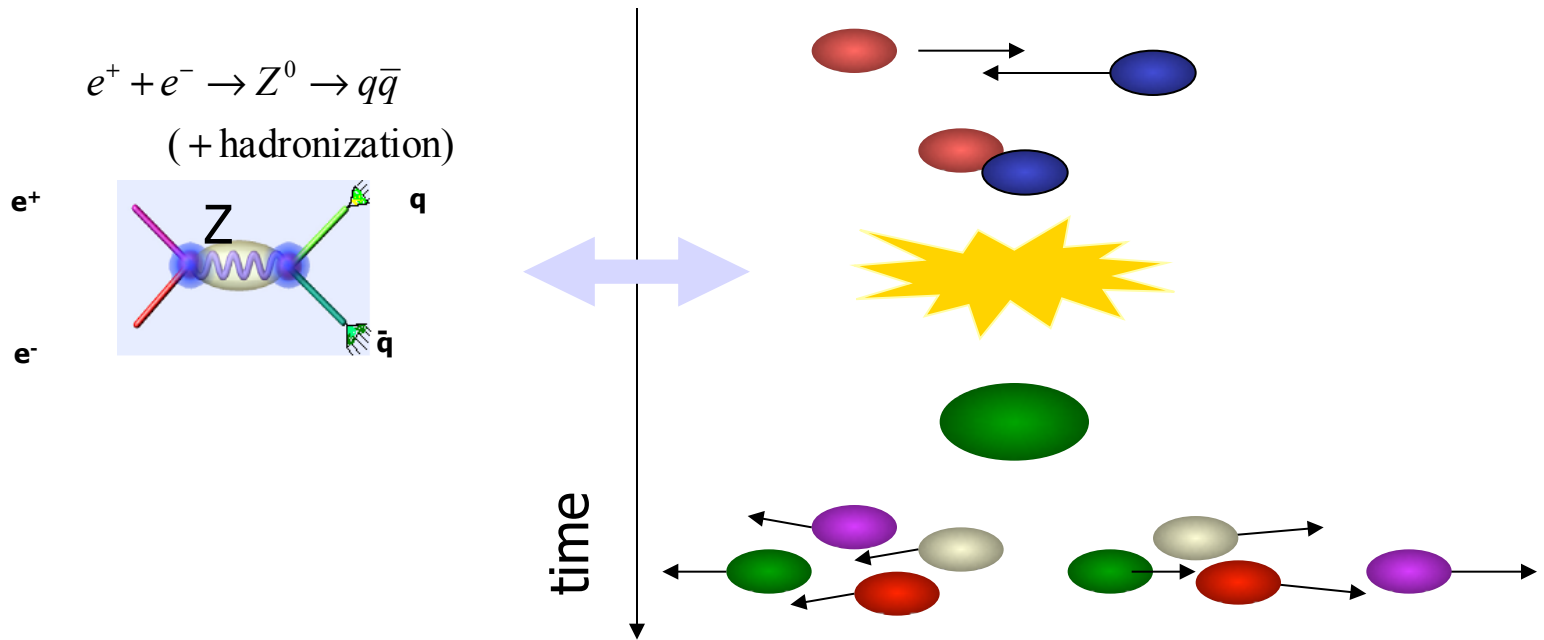 e⁺ + e⁻ → Z⁰ → qq̅
( + hadronization)
e⁺
Z
q
e⁻
q̄
time